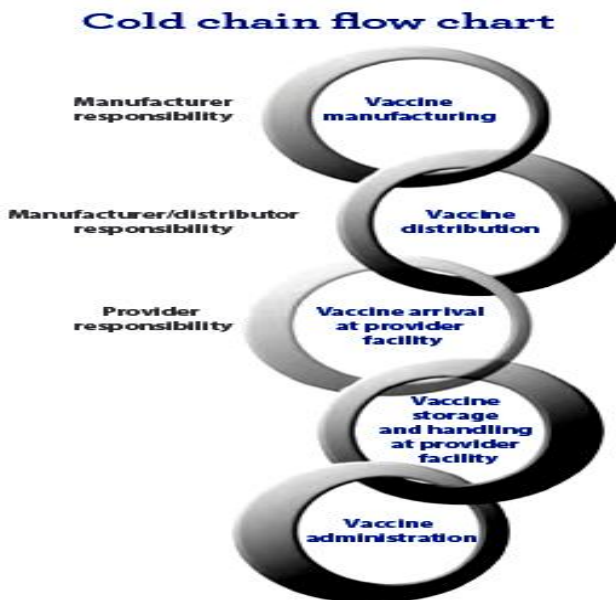 Cold chain flow chart
Manufacturer
responsibility
Vaccine
manufacturing
Manufacturer/distributor
responsibility
Vaccine
distribution
Provider
responsibility
Vaccine arrival
at provider
facility
Vaccine
storage
and handling
at provider
facility
Vaccine
administration